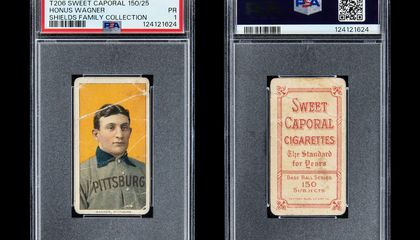 T206 SWEET CAPORAL 150/25
HONUS WAGNER
PR
SHIELDS FAMILY COLLECTION
1
PSA
124121624
PITTSBURG
WAGNER, PITTSBURG
PSA
124121624
SWEET
CAPORAL
CIGARETTES
The Standard
for Years
BASE BALL SERIES
150
SUBJECTS